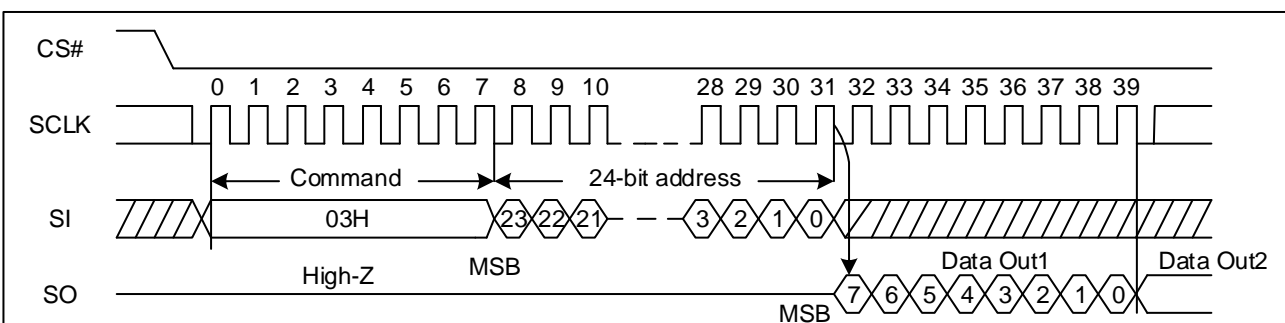 CS#
0 1 2 3 4 5 6 7 8 9 10 28 29 30 31 32 33 34 35 36 37 38 39
SCLK
Command 24-bit address
SI 03H 23 22 21 3 2 1 0
High-Z MSB Data Out1 Data Out2
SO 7 6 5 4 3 2 1 0
MSB